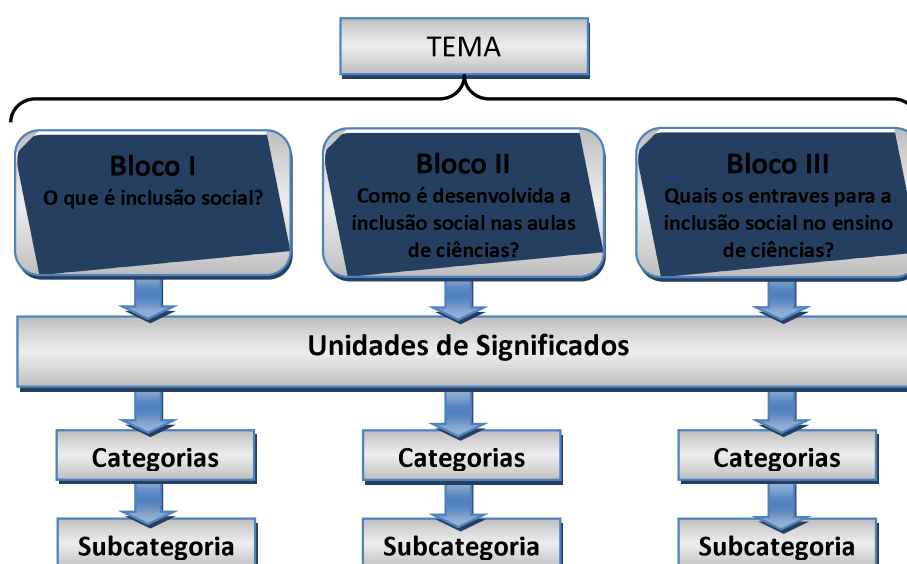 TEMA
Bloco I
O que é inclusão social?
Bloco II
Como é desenvolvida a
inclusão social nas aulas
de ciências?
Bloco III
Quais os entraves para a
inclusão social no ensino
de ciências?
Unidades de Significados
Categorias
Categorias
Categorias
Subcategoria
Subcategoria
Subcategoria